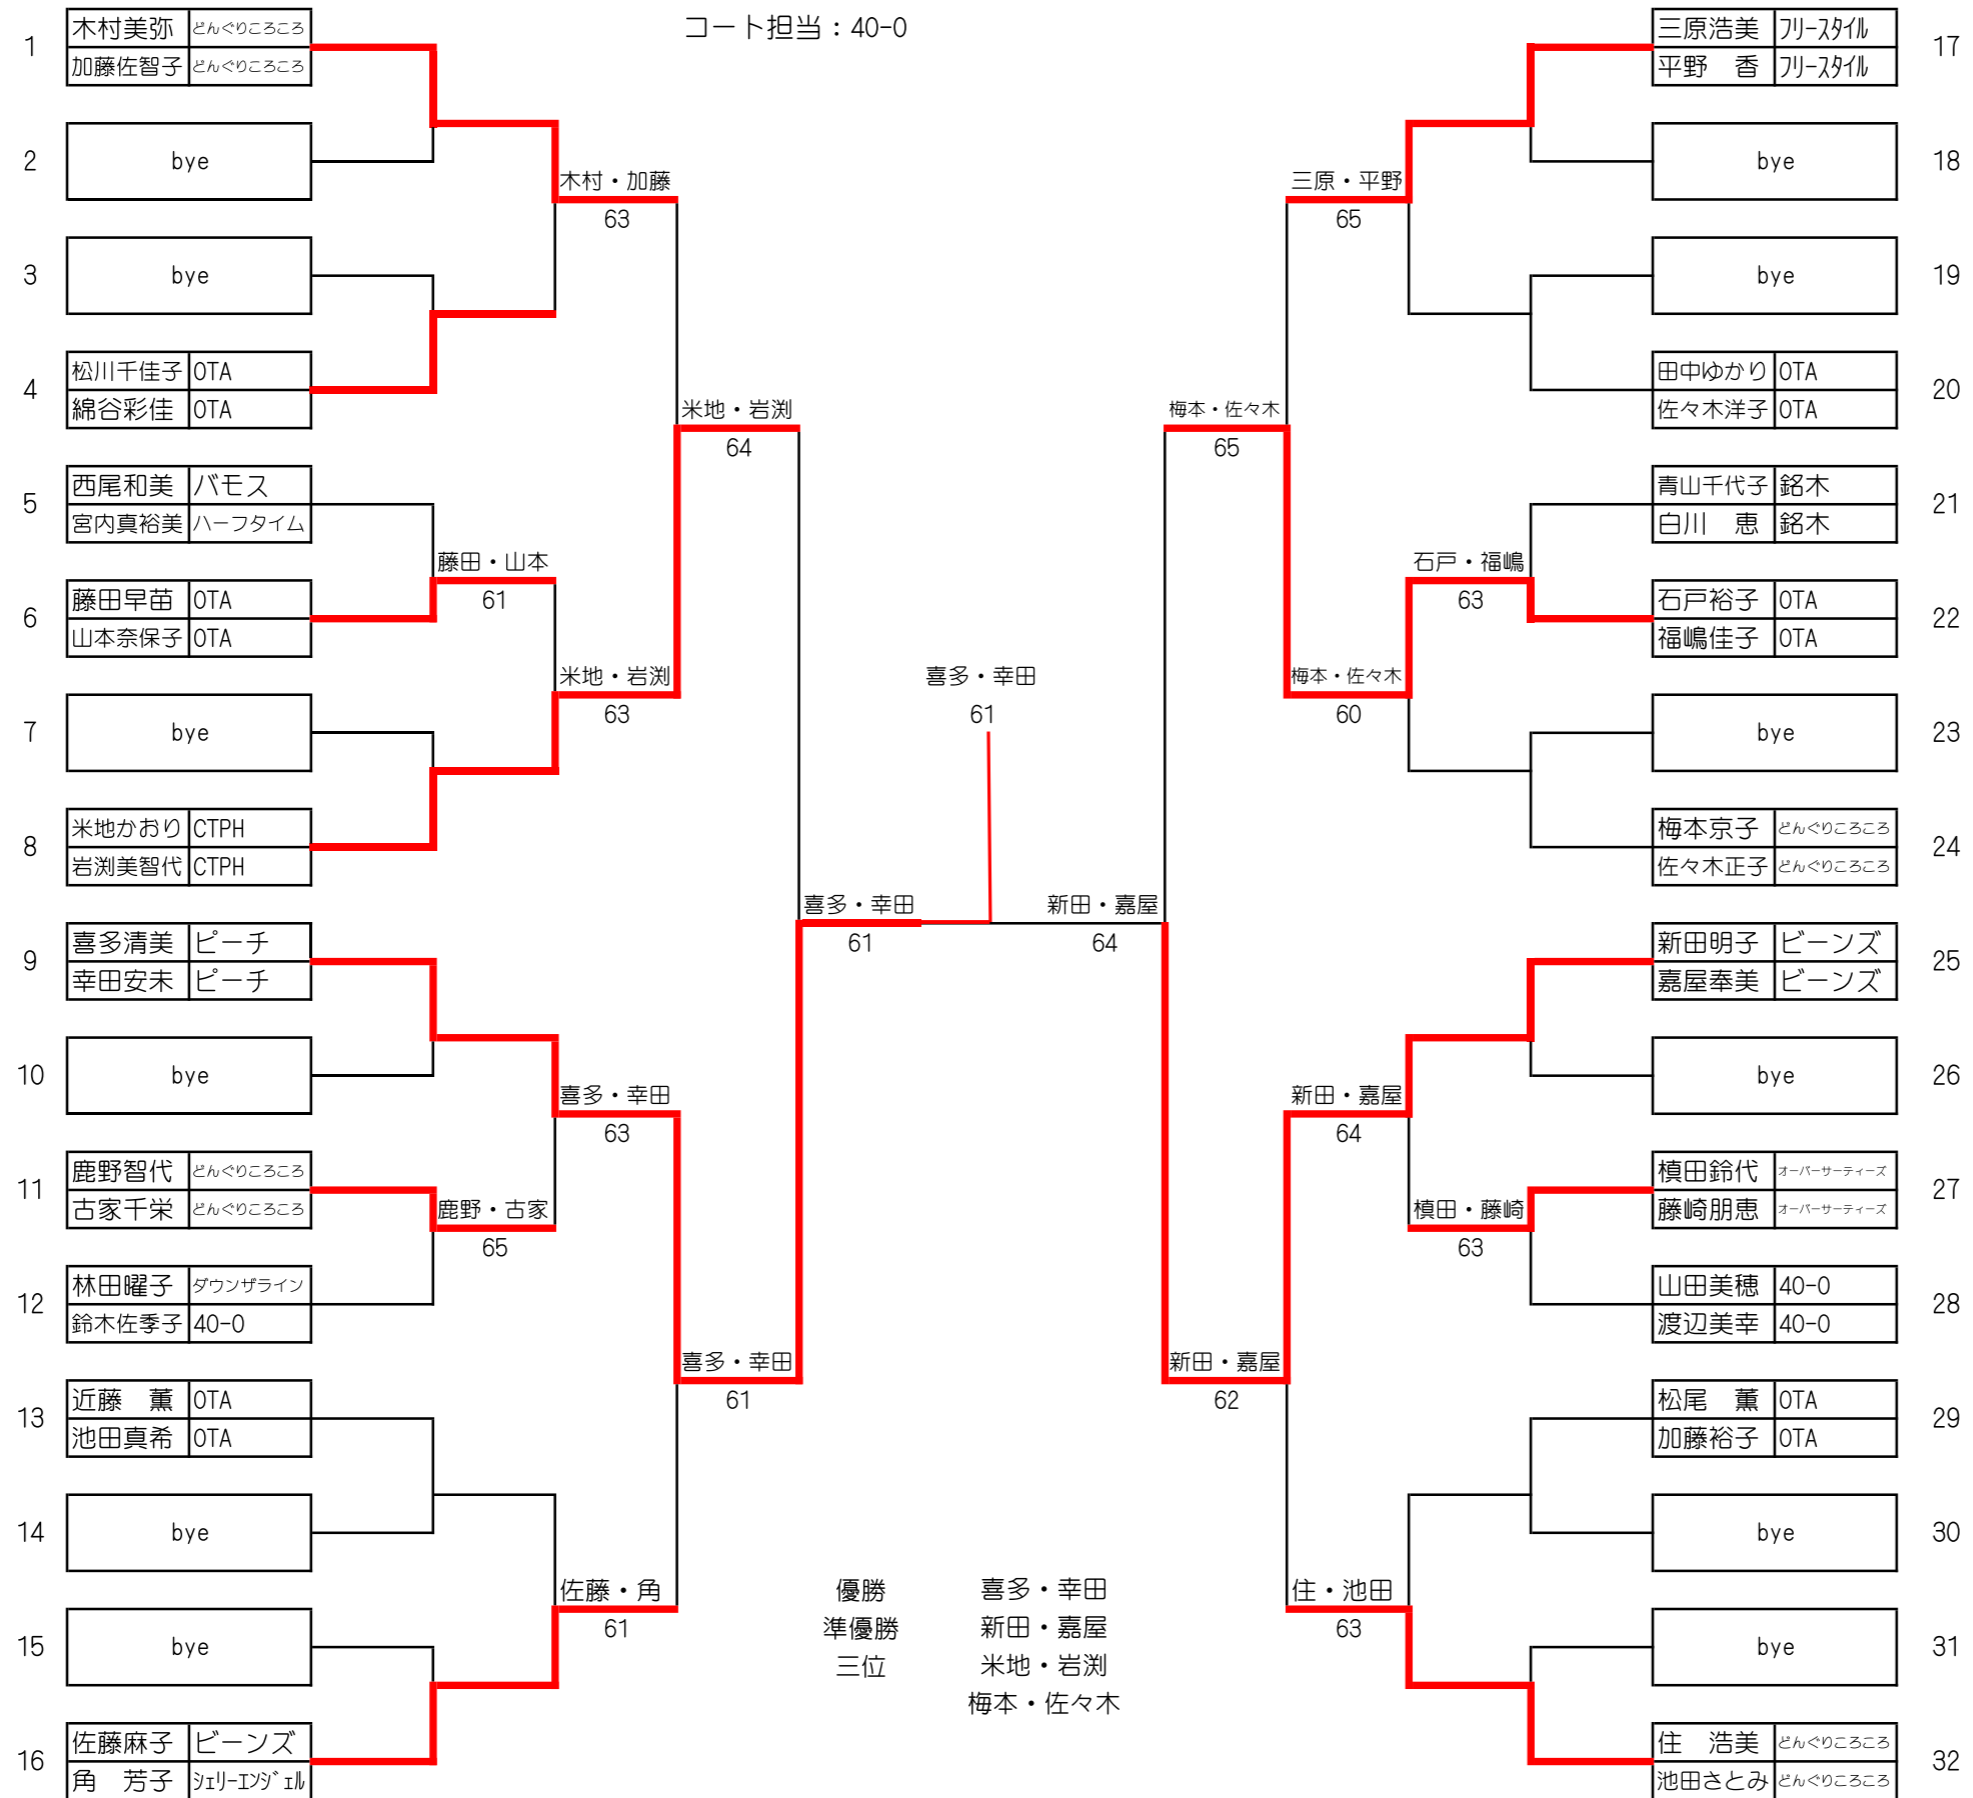 コート担当：40-0
1
木村美弥 どんぐりころころ
加藤佐智子 どんぐりころころ
2
bye
3
bye
4
松川千佳子 OTA
綿谷彩佳 OTA
5
西尾和美 バモス
宮内真裕美 ハーフタイム
6
藤田早苗 OTA
山本奈保子 OTA
7
bye
8
米地かおり CTPH
岩渕美智代 CTPH
9
喜多清美 ピーチ
幸田安未 ピーチ
10
bye
11
鹿野智代 どんぐりころころ
古家千栄 どんぐりころころ
12
林田曜子 ダウンザライン
鈴木佐季子 40-0
13
近藤　薫 OTA
池田真希 OTA
14
bye
15
bye
16
佐藤麻子 ビーンズ
角　芳子 ｼｪﾘｰｴﾝｼﾞｪﾙ
藤田・山本
61
鹿野・古家
65
木村・加藤
63
米地・岩渕
63
喜多・幸田
63
佐藤・角
61
米地・岩渕
64
喜多・幸田
61
喜多・幸田
61
喜多・幸田
61
新田・嘉屋
64
梅本・佐々木
65
新田・嘉屋
62
三原・平野
65
梅本・佐々木
60
新田・嘉屋
64
住・池田
63
石戸・福嶋
63
槙田・藤崎
63
三原浩美 ﾌﾘｰｽﾀｲﾙ
平野　香 ﾌﾘｰｽﾀｲﾙ
17
bye
18
bye
19
田中ゆかり OTA
佐々木洋子 OTA
20
青山千代子 銘木
白川　恵 銘木
21
石戸裕子 OTA
福嶋佳子 OTA
22
bye
23
梅本京子 どんぐりころころ
佐々木正子 どんぐりころころ
24
新田明子 ビーンズ
嘉屋奉美 ビーンズ
25
bye
26
槙田鈴代 オーバーサーティーズ
藤崎朋恵 オーバーサーティーズ
27
山田美穂 40-0
渡辺美幸 40-0
28
松尾　薫 OTA
加藤裕子 OTA
29
bye
30
bye
31
住　浩美 どんぐりころころ
池田さとみ どんぐりころころ
32
優勝 喜多・幸田
準優勝 新田・嘉屋
三位 米地・岩渕
梅本・佐々木